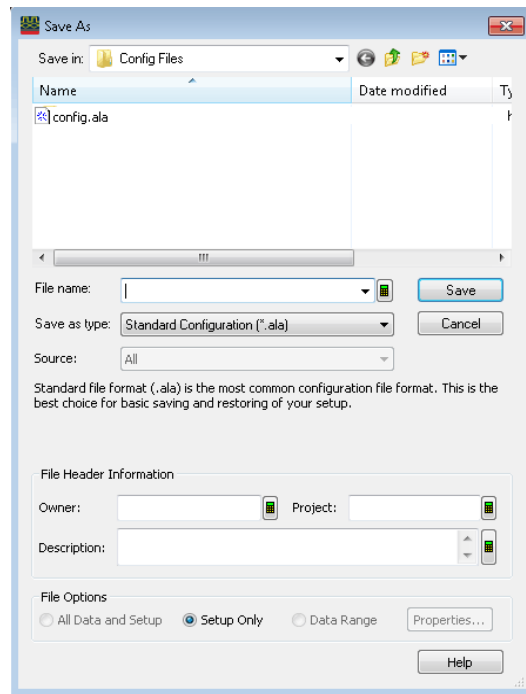 Save As
Save in: Config Files
Name Date modified
config.ala
File name: Save
Save as type: Standard Configuration (*.ala) Cancel
Source: All
Standard file format (.ala) is the most common configuration file format. This is the
best choice for basic saving and restoring of your setup.
File Header Information
Owner: Project:
Description:
File Options
All Data and Setup Setup Only Data Range Properties...
Help